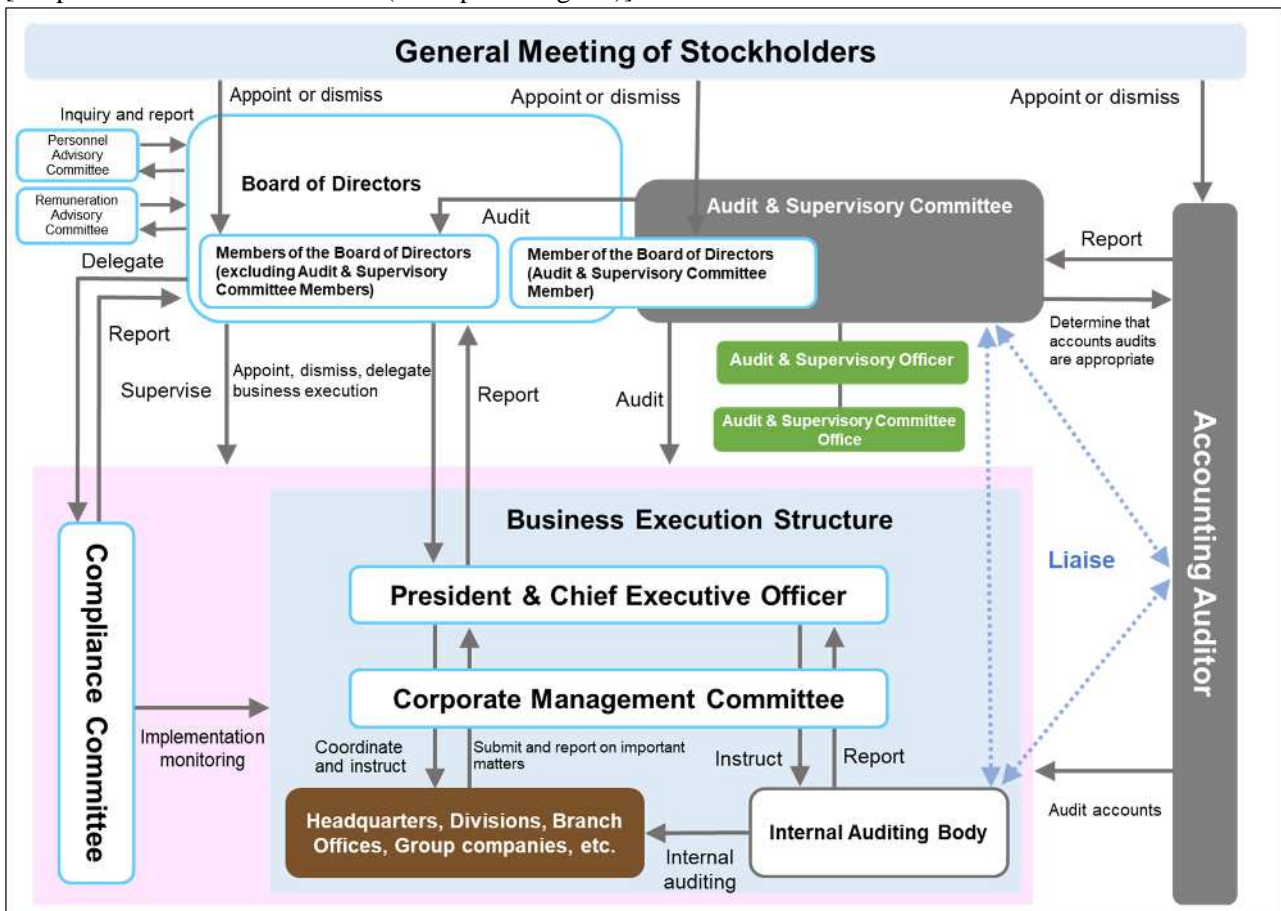 General Meeting of Stockholders
Appoint or dismiss
Appoint or dismiss
Appoint or dismiss
Inquiry and report
Personnel
Advisory
Committee
Remuneration
Advisory
Committee
Board of Directors
Audit
Audit & Supervisory Committee
Members of the Board of Directors
(excluding Audit & Supervisory
Committee Members)
Member of the Board of Directors
(Audit & Supervisory Committee
Member)
Report
Delegate
Report
Determine that
accounts audits
are appropriate
Supervise
Appoint, dismiss, delegate
business execution
Report
Audit
Audit & Supervisory Officer
Audit & Supervisory Committee
Office
Accounting Auditor
Business Execution Structure
Liaise
Compliance Committee
President & Chief Executive Officer
Corporate Management Committee
Implementation
monitoring
Coordinate
and instruct
Submit and report on important
matters
Instruct
Report
Audit accounts
Headquarters, Divisions, Branch
Offices, Group companies, etc.
Internal Auditing Body
Internal
auditing